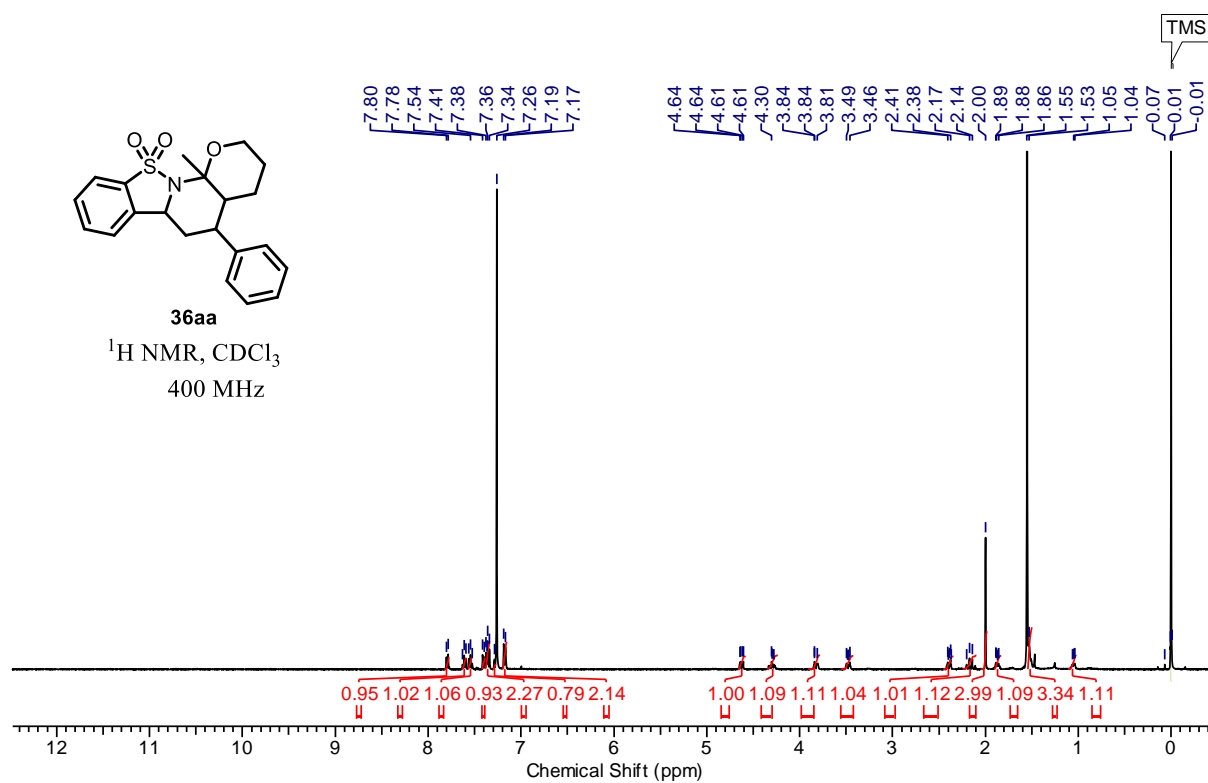 TMS
7.80 7.78 7.54 7.41 7.38 7.36 7.34 7.26 7.19 7.17 4.64 4.64 4.61 4.61 4.30 3.84 3.84 3.81 3.49 3.46 2.41 2.38 2.17 2.14 2.00 1.89 1.88 1.86 1.55 1.53 1.05 1.04 0.07 0.01 -0.01
O O
S
N
O
36aa
¹H NMR, CDCl₃
400 MHz
0.95 1.02 1.06 0.93 2.27 0.79 2.14 1.00 1.09 1.11 1.04 1.01 1.12 2.99 1.09 3.34 1.11
12 11 10 9 8 7 6 5 4 3 2 1 0
Chemical Shift (ppm)